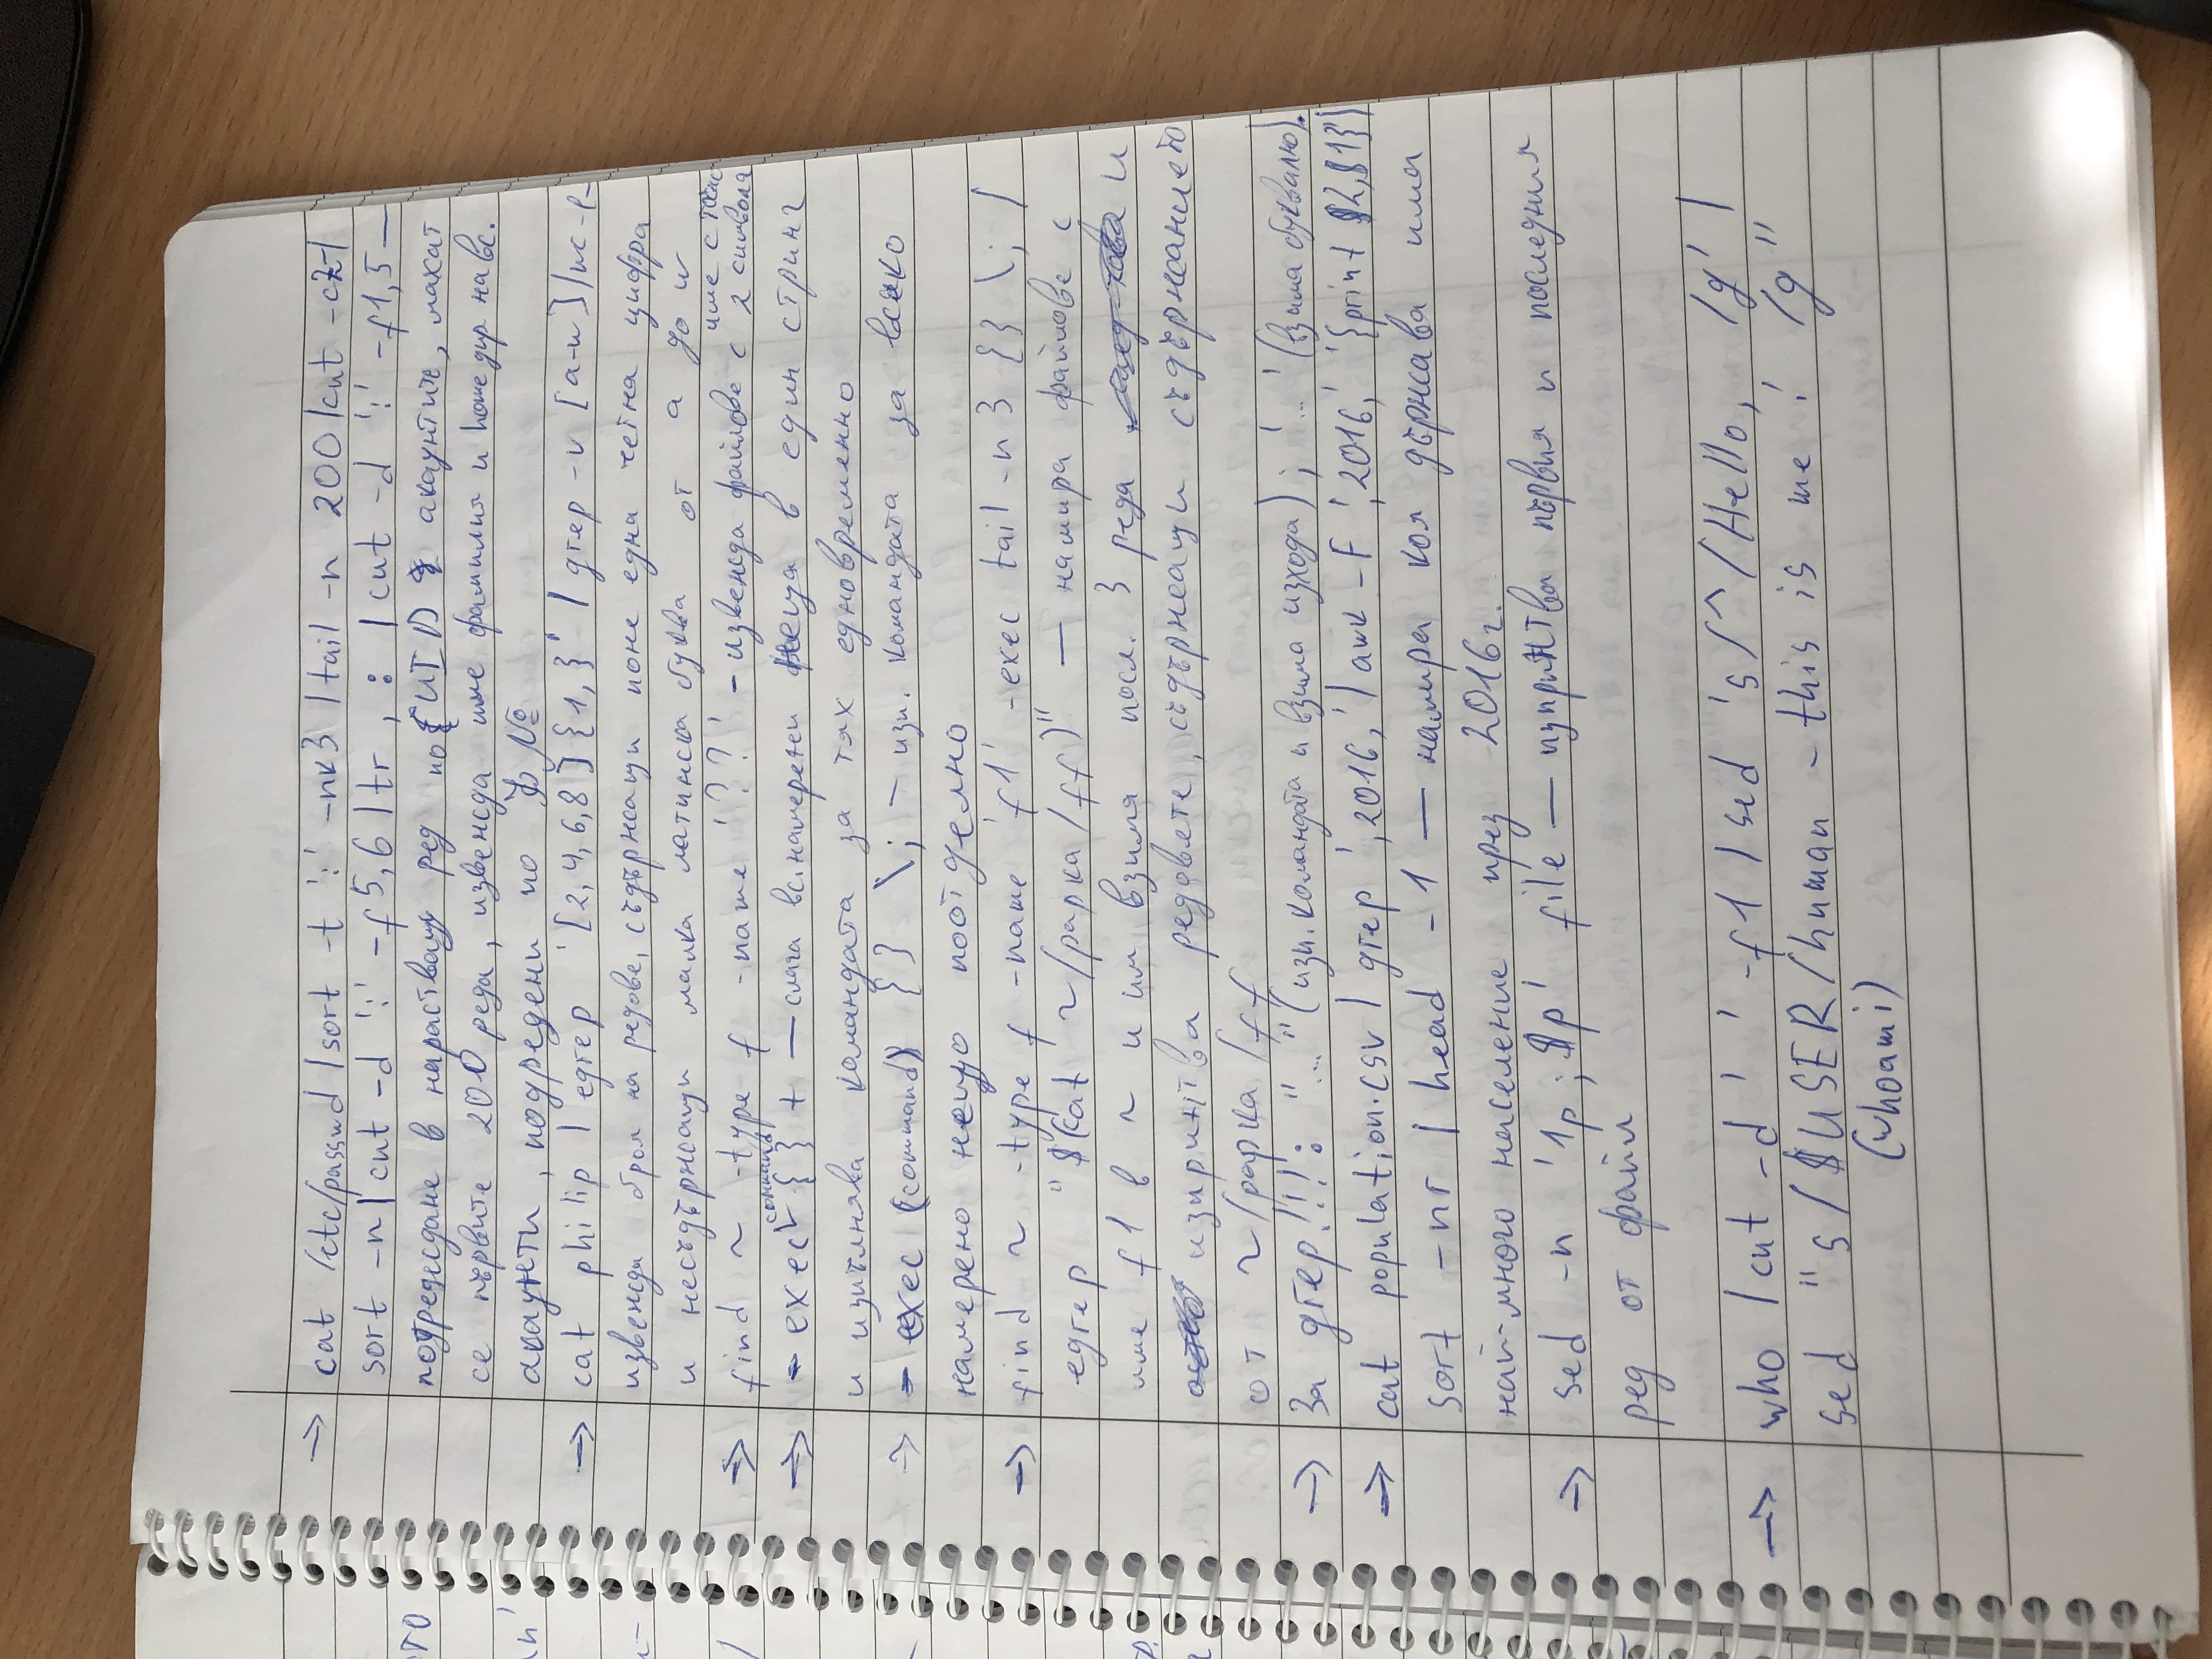 → cat /etc/passwd | sort -t ':' -nk3 | tail -n 200 | cut -c2- |
sort -n | cut -d ':' -f5,6 | tr , : | cut -d ':' -f1,5 —
подреждане в нарастващ ред по UID акаунтите, махат
се първите 200 реда, извежда име фамилия и home дир. на вс.
акаунти, подредени по ф№
→ cat philip | egrep '[2,4,6,8]{1,}' | grep -v [a-w] | wc -l -
извежда броя на редове, съдържащи поне една четна цифра
и несъдържащи малка латинска буква от a до w
→ find ~ -type f -name '??' - извежда файлове с име с точно 2 символа
→ - exec command {} + — слага вс. намерени неща в един стринг
и изпълнява командата за тях едновременно
→ - exec (command) {} \; - изп. командата за всяко
намерено нещо поотделно
→ find ~ -type f -name 'f1' -exec tail -n 3 {} \; |
egrep "$(cat ~/papka/ff)" — намира файлове с
име f1 в ~ и им взима посл. 3 реда и
изпринтва редовете, съдържащи съдържанието
от ~/papka/ff
→ За grep!!!: "..." (изп. командата и взима изхода); '...' (взима буквално).
→ cat population.csv | grep ',2016,' | awk -F ',2016,' '{print $2,$1}' |
sort -nr | head -1 — намира коя държава има
най-много население през 2016г.
→ sed -n '1p;$p' file — изпринтва първия и последния
ред от файл
→ who | cut -d ' ' -f1 | sed 's/^/Hello, /g' |
sed "s/$USER/human - this is me! /g"
(whoami)